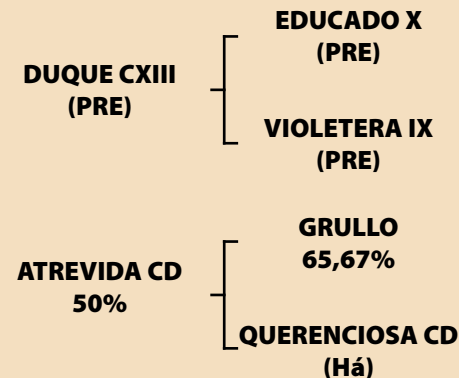 EDUCADO X
(PRE)
DUQUE CXIII
(PRE)
VIOLETERA IX
(PRE)
GRULLO
65,67%
ATREVIDA CD
50%
QUERENCIOSA CD
(Há)